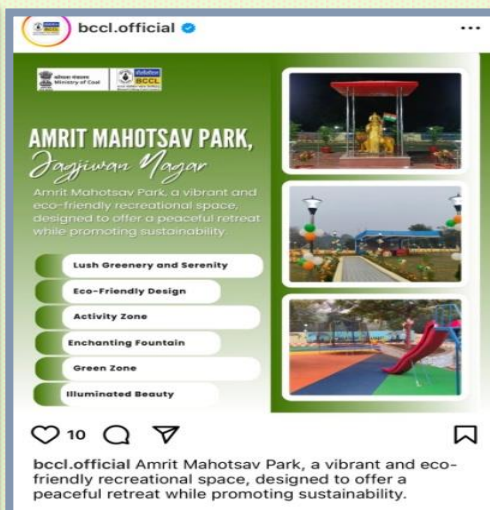 bccl.official
Ministry of Coal
BCCL
AMRIT MAHOTSAV PARK,
Jagjiwan Nagar
Amrit Mahotsav Park, a vibrant and
eco-friendly recreational space,
designed to offer a peaceful retreat
while promoting sustainability.
Lush Greenery and Serenity
Eco-Friendly Design
Activity Zone
Enchanting Fountain
Green Zone
Illuminated Beauty
10
bccl.official Amrit Mahotsav Park, a vibrant and eco-
friendly recreational space, designed to offer a
peaceful retreat while promoting sustainability.